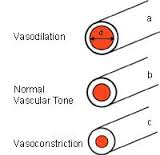 a
d
Vasodilation
b
Normal
Vascular Tone
c
Vasoconstriction